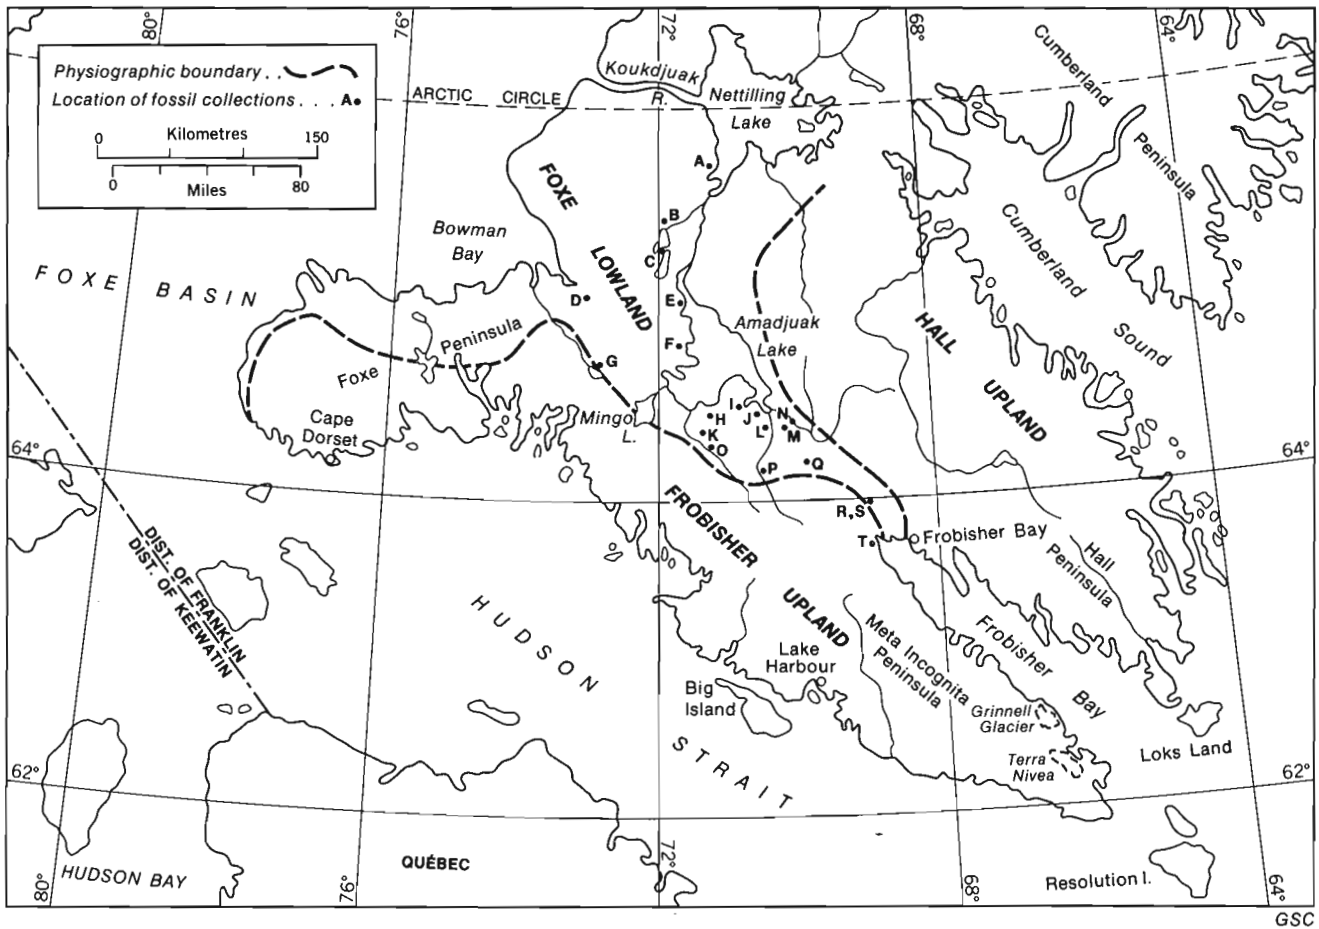 80°
76°
72°
68°
64°
Physiographic boundary . .
Location of fossil collections . . . A
0 Kilometres 150
0 Miles 80
ARCTIC CIRCLE
Koukdjuak
R.
Nettilling
Lake
Cumberland
Peninsula
Cumberland
Sound
FOXE
LOWLAND
Bowman
Bay
FOXE BASIN
A
B
C
D
E
F
G
Peninsula
Foxe
Amadjuak
Lake
HALL
UPLAND
Cape
Dorset
Mingo
L.
H
I
J
K
L
M
N
O
P
Q
R,S
T
64°
64°
FROBISHER
UPLAND
Frobisher Bay
Hall
Peninsula
DIST. OF FRANKLIN
DIST. OF KEEWATIN
HUDSON
STRAIT
Lake
Harbour
Big
Island
Meta Incognita
Peninsula
Frobisher
Bay
Grinnell
Glacier
Terra
Nivea
Loks Land
62°
62°
QUÉBEC
HUDSON BAY
Resolution I.
80°
76°
72°
68°
64°
GSC